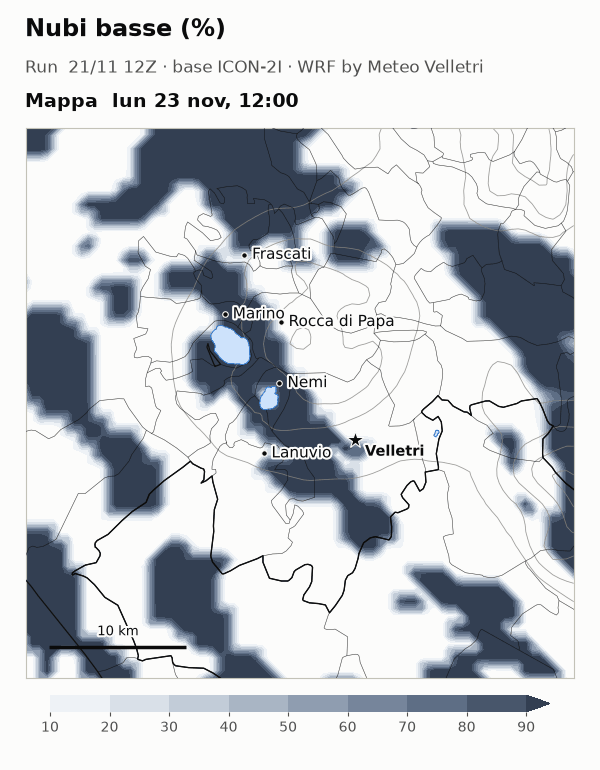 Nubi basse (%)
Run  21/11 12Z · base ICON-2I · WRF by Meteo Velletri
Mappa  lun 23 nov, 12:00
Frascati
Marino
Rocca di Papa
Nemi
Velletri
Lanuvio
10 km
10 20 30 40 50 60 70 80 90